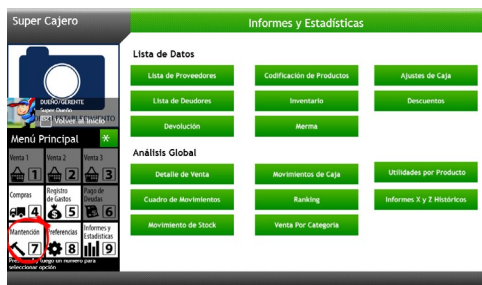 Super Cajero
Informes y Estadísticas
DUEÑO/GERENTE
Super Dueño
ESC
Volver al Inicio
Menú Principal *
Venta 1 Venta 2 Venta 3
1 2 3
Compras Registro de Gastos Pago de Deudas
4 5 6
Mantención Preferencias Informes y Estadísticas
7 8 9
luego un número para
seleccionar opción
Lista de Datos
Lista de Proveedores Codificación de Productos Ajustes de Caja
Lista de Deudores Inventario Descuentos
Devolución Merma
Análisis Global
Detalle de Venta Movimientos de Caja Utilidades por Producto
Cuadro de Movimientos Ranking Informes X y Z Históricos
Movimiento de Stock Venta Por Categoria